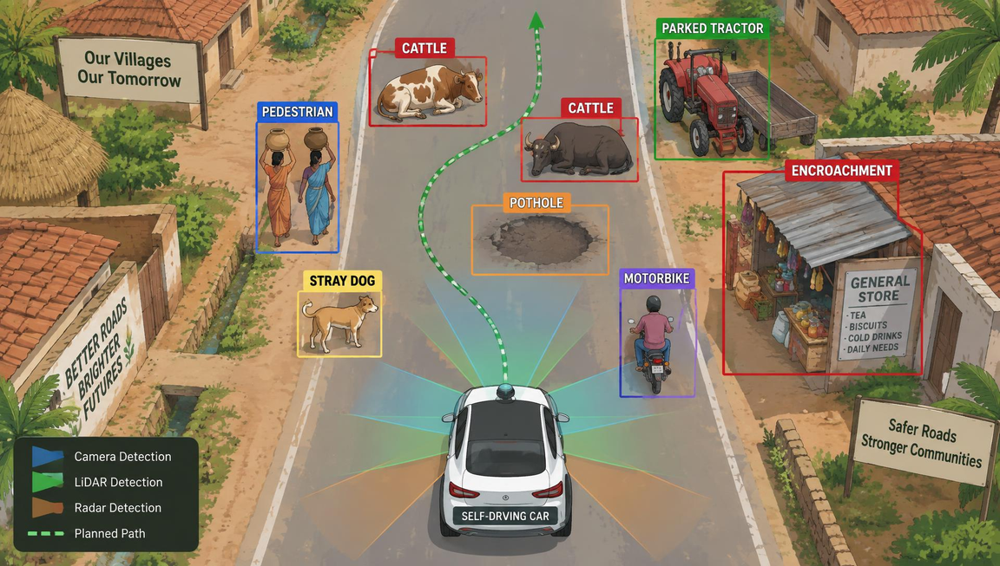 Our Villages
Our Tomorrow
CATTLE
PARKED TRACTOR
PEDESTRIAN
CATTLE
ENCROACHMENT
POTHOLE
STRAY DOG
MOTORBIKE
GENERAL
STORE
· TEA
· BISCUITS
· COLD DRINKS
· DAILY NEEDS
BETTER ROADS
BRIGHTER
FUTURES
Safer Roads
Stronger Communities
Camera Detection
LiDAR Detection
Radar Detection
Planned Path
SELF-DRVING CAR